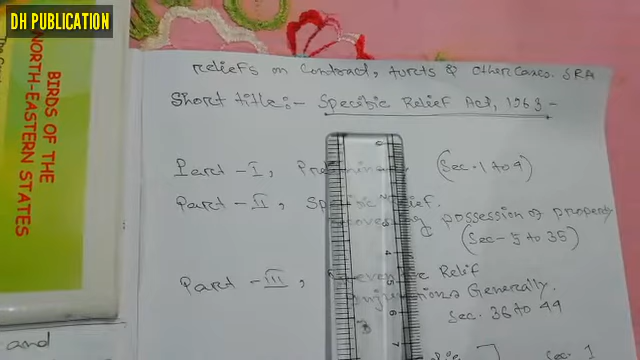 DH PUBLICATION
BIRDS OF THE
NORTH-EASTERN STATES
reliefs on Contract, torts & other cases. SRA
Short title:- Specific Relief Act, 1963 -
Part - I, (Sec. 1 to 4)
Part - II, Specific Relief.
possession of property
(Sec - 5 to 35)
Part - III, Relif
Injunctions Generally.
Sec. 36 to 44
and